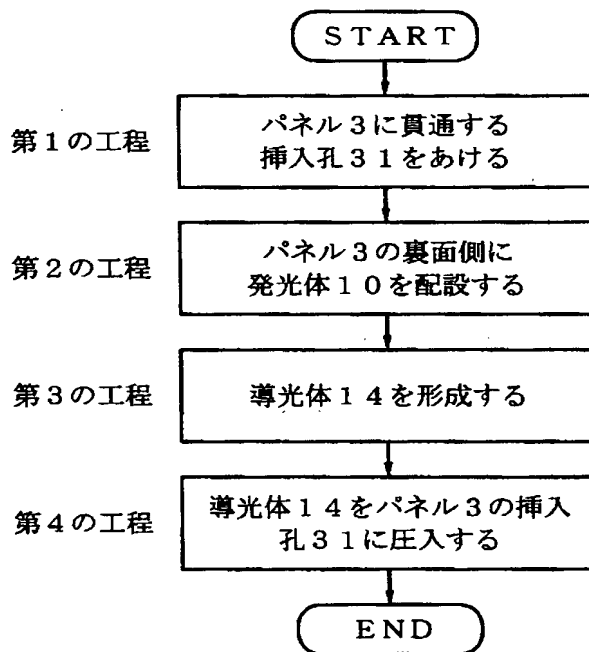 START
第1の工程
パネル3に貫通する
挿入孔31をあける
第2の工程
パネル3の裏面側に
発光体10を配設する
第3の工程
導光体14を形成する
第4の工程
導光体14をパネル3の挿入
孔31に圧入する
END